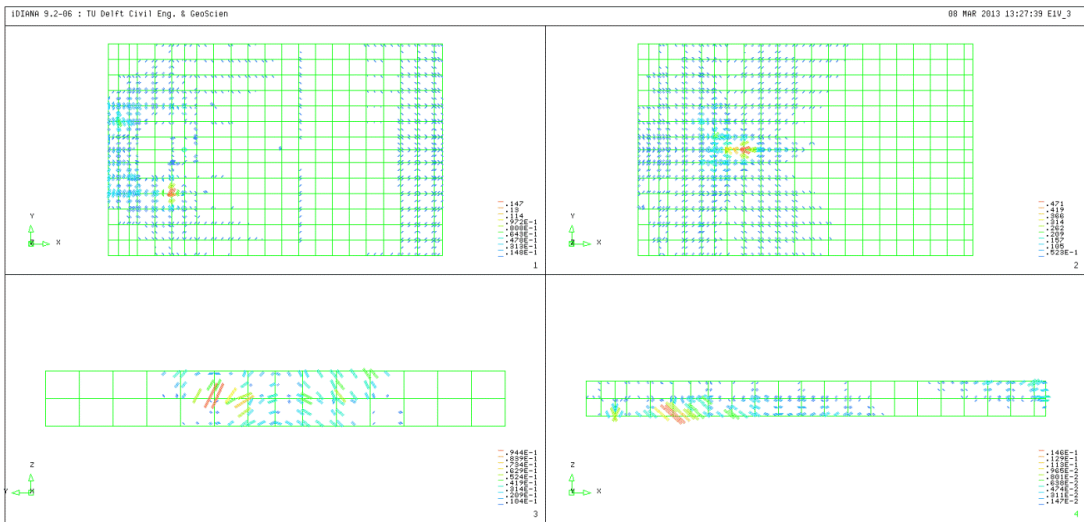 iDIANA 9.2-06 : TU Delft Civil Eng. & GeoScien
08 MAR 2013 13:27:39 E1V_3
Y
Z X
.147
.13
.114
.972E-1
.808E-1
.643E-1
.478E-1
.313E-1
.148E-1
1
Y
Z X
.471
.419
.366
.314
.262
.209
.157
.105
.523E-1
2
Z
Y X
.944E-1
.839E-1
.734E-1
.629E-1
.524E-1
.419E-1
.314E-1
.209E-1
.104E-1
3
Z
Y X
.146E-1
.129E-1
.113E-1
.965E-2
.801E-2
.638E-2
.474E-2
.311E-2
.147E-2
4